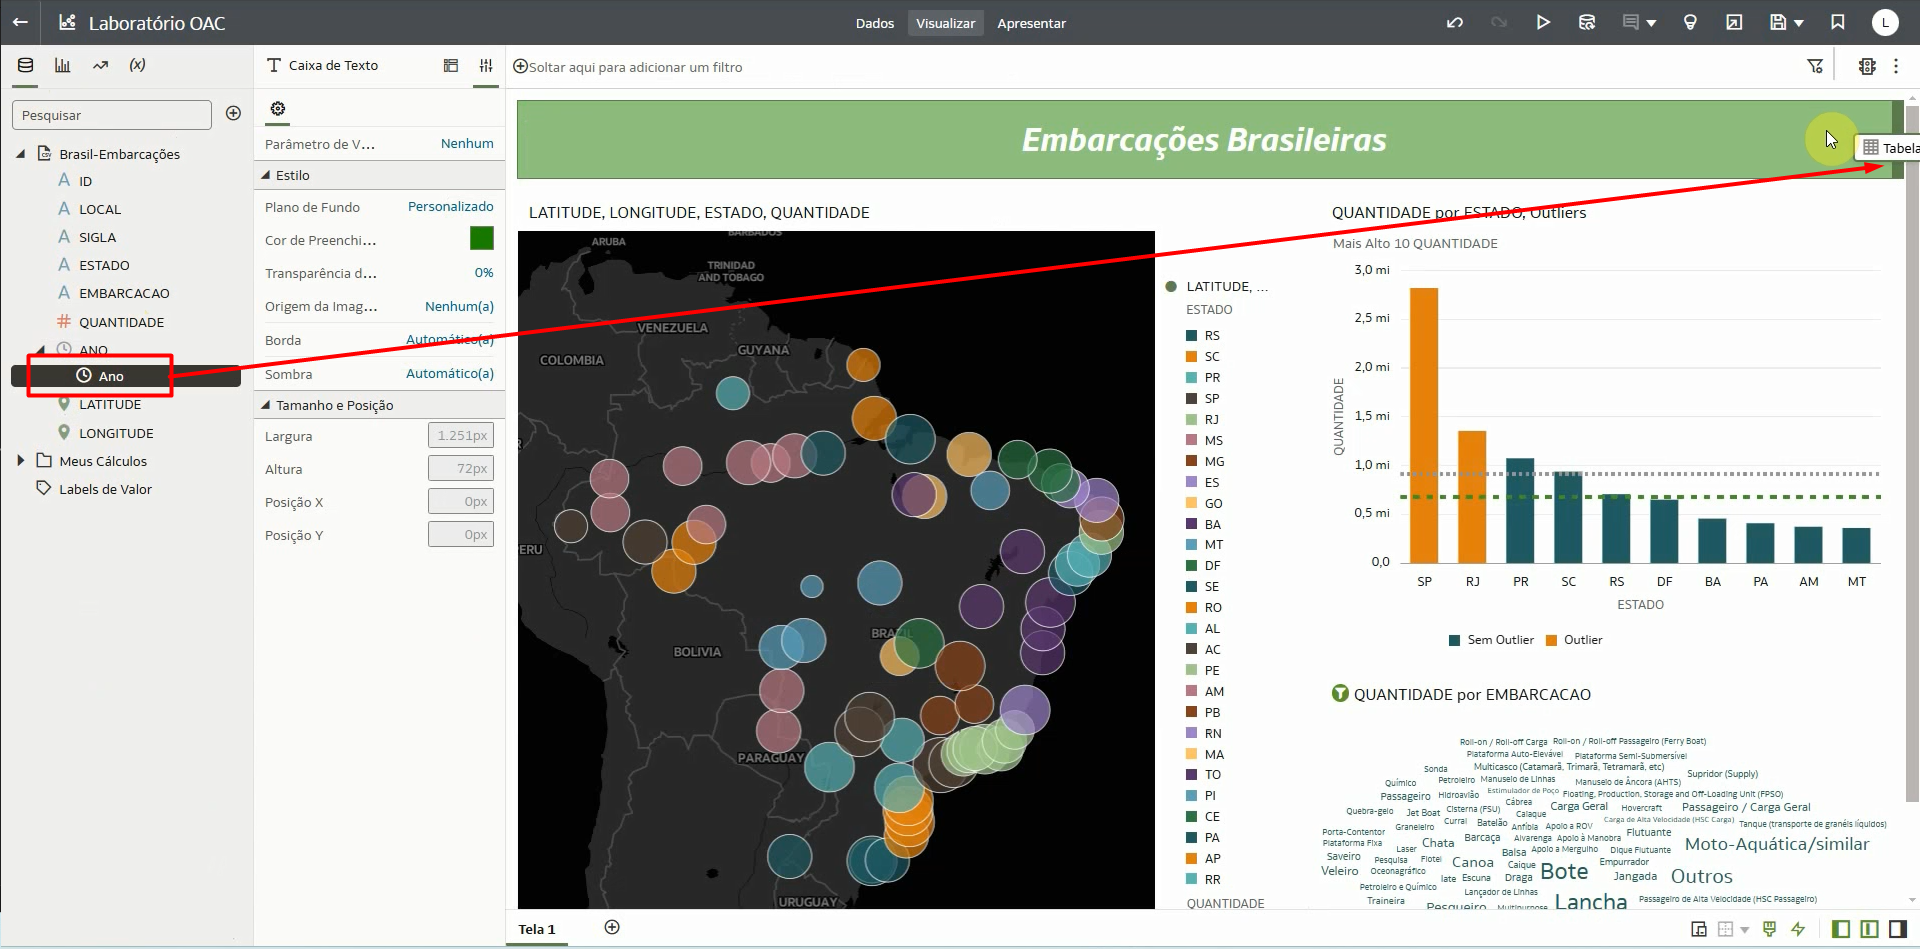 Laboratório OAC
Dados
Visualizar
Apresentar
L
(x)
Caixa de Texto
Soltar aqui para adicionar um filtro
Pesquisar
Brasil-Embarcações
ID
LOCAL
SIGLA
ESTADO
EMBARCACAO
QUANTIDADE
ANO
Ano
LATITUDE
LONGITUDE
Meus Cálculos
Labels de Valor
Parâmetro de V... Nenhum
Estilo
Plano de Fundo Personalizado
Cor de Preenchi...
Transparência d... 0%
Origem da Imag... Nenhum(a)
Borda Automático(a)
Sombra Automático(a)
Tamanho e Posição
Largura 1.251px
Altura 72px
Posição X 0px
Posição Y 0px
Embarcações Brasileiras
Tabela
LATITUDE, LONGITUDE, ESTADO, QUANTIDADE
ARUBA
BARBADOS
TRINIDAD
AND TOBAGO
VENEZUELA
GUYANA
COLOMBIA
ERU
BRAZIL
BOLIVIA
PARAGUAY
URUGUAY
LATITUDE, ...
ESTADO
RS
SC
PR
SP
RJ
MS
MG
ES
GO
BA
MT
DF
SE
RO
AL
AC
PE
AM
PB
RN
MA
TO
PI
CE
PA
AP
RR
QUANTIDADE
QUANTIDADE por ESTADO, Outliers
Mais Alto 10 QUANTIDADE
QUANTIDADE
3,0 mi
2,5 mi
2,0 mi
1,5 mi
1,0 mi
0,5 mi
0,0
SP RJ PR SC RS DF BA PA AM MT
ESTADO
Sem Outlier Outlier
QUANTIDADE por EMBARCACAO
Roll-on / Roll-off Carga Roll-on / Roll-off Passageiro (Ferry Boat)
Plataforma Auto-Elevável Plataforma Semi-Submersível
Sonda Multicasco (Catamarã, Trimarã, Tetramarã, etc)
Químico Petroleiro Manuseio de Linhas Manuseio de Âncora (AHTS) Supridor (Supply)
Passageiro Hidroavião Estimulador de Poço Floating, Production, Storage and Off-Loading Unit (FPSO)
Quebra-gelo Jet Boat Cisterna (FSU) Cábrea Carga Geral Hovercraft Passageiro / Carga Geral
Graneleiro Curral Batelão Calaque Carga de Alta Velocidade (HSC Carga) Tanque (transporte de granéis líquidos)
Porta-Contentor Anfíbia Apoio a ROV Flutuante
Plataforma Fixa Laser Chata Barcaça Alvarenga Apoio à Manobra Moto-Aquática/similar
Saveiro Pesquisa Flotel Balsa Apoio a Mergulho Dique Flutuante
Veleiro Oceanográfico Canoa Caíque Bote Empurrador
Iate Escuna Draga Jangada Outros
Petroleiro e Químico Lançador de Linhas
Traineira Pesqueiro Multipurpose Lancha Passageiro de Alta Velocidade (HSC Passageiro)
Tela 1